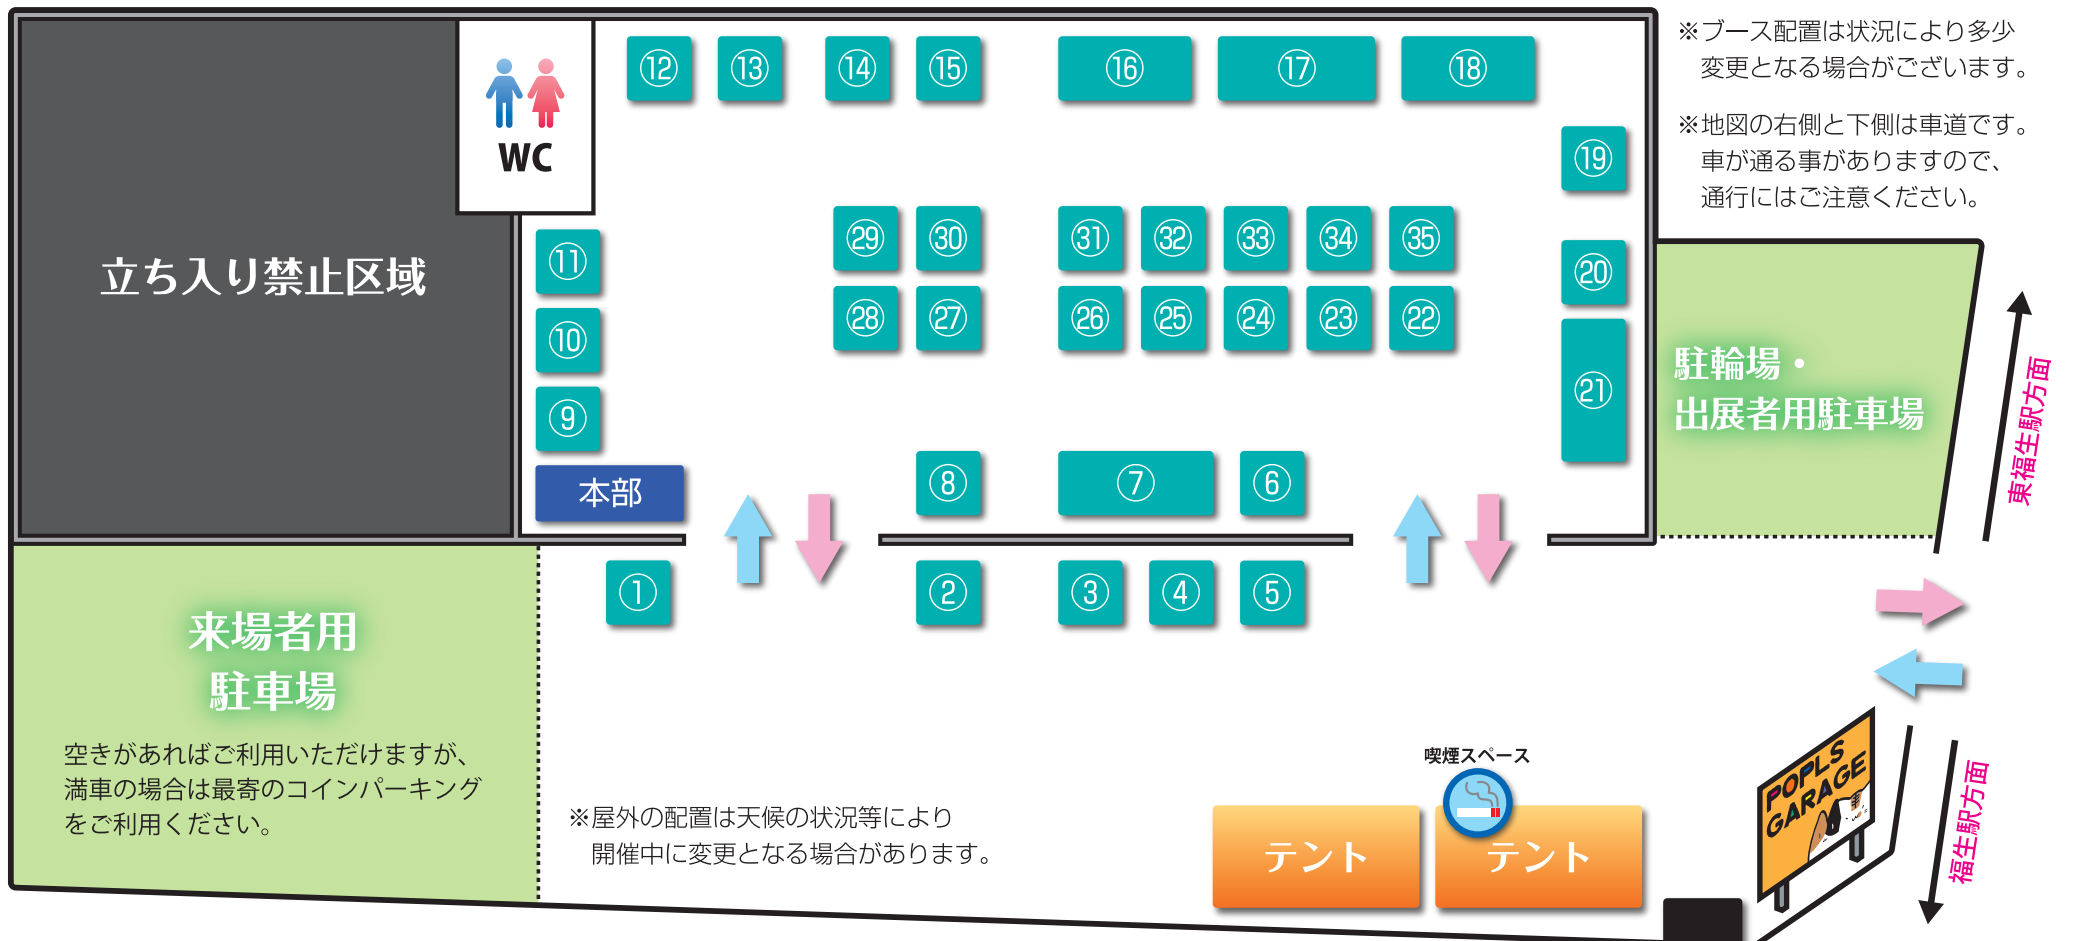 ⑫ ⑬ ⑭ ⑮ ⑯ ⑰ ⑱
※ブース配置は状況により多少
変更となる場合がございます。
※地図の右側と下側は車道です。
車が通る事がありますので、
通行にはご注意ください。
WC
⑲
立ち入り禁止区域
⑪ ㉙ ㉚ ㉛ ㉜ ㉝ ㉞ ㉟ ⑳
⑩ ㉘ ㉗ ㉖ ㉕ ㉔ ㉓ ㉒
㉑
駐輪場・
出展者用駐車場
東福生駅方面
⑨
本部
⑧ ⑦ ⑥
① ② ③ ④ ⑤
来場者用
駐車場
空きがあればご利用いただけますが、
満車の場合は最寄のコインパーキング
をご利用ください。
※屋外の配置は天候の状況等により
開催中に変更となる場合があります。
喫煙スペース
テント
テント
POPLS
GARAGE
福生駅方面